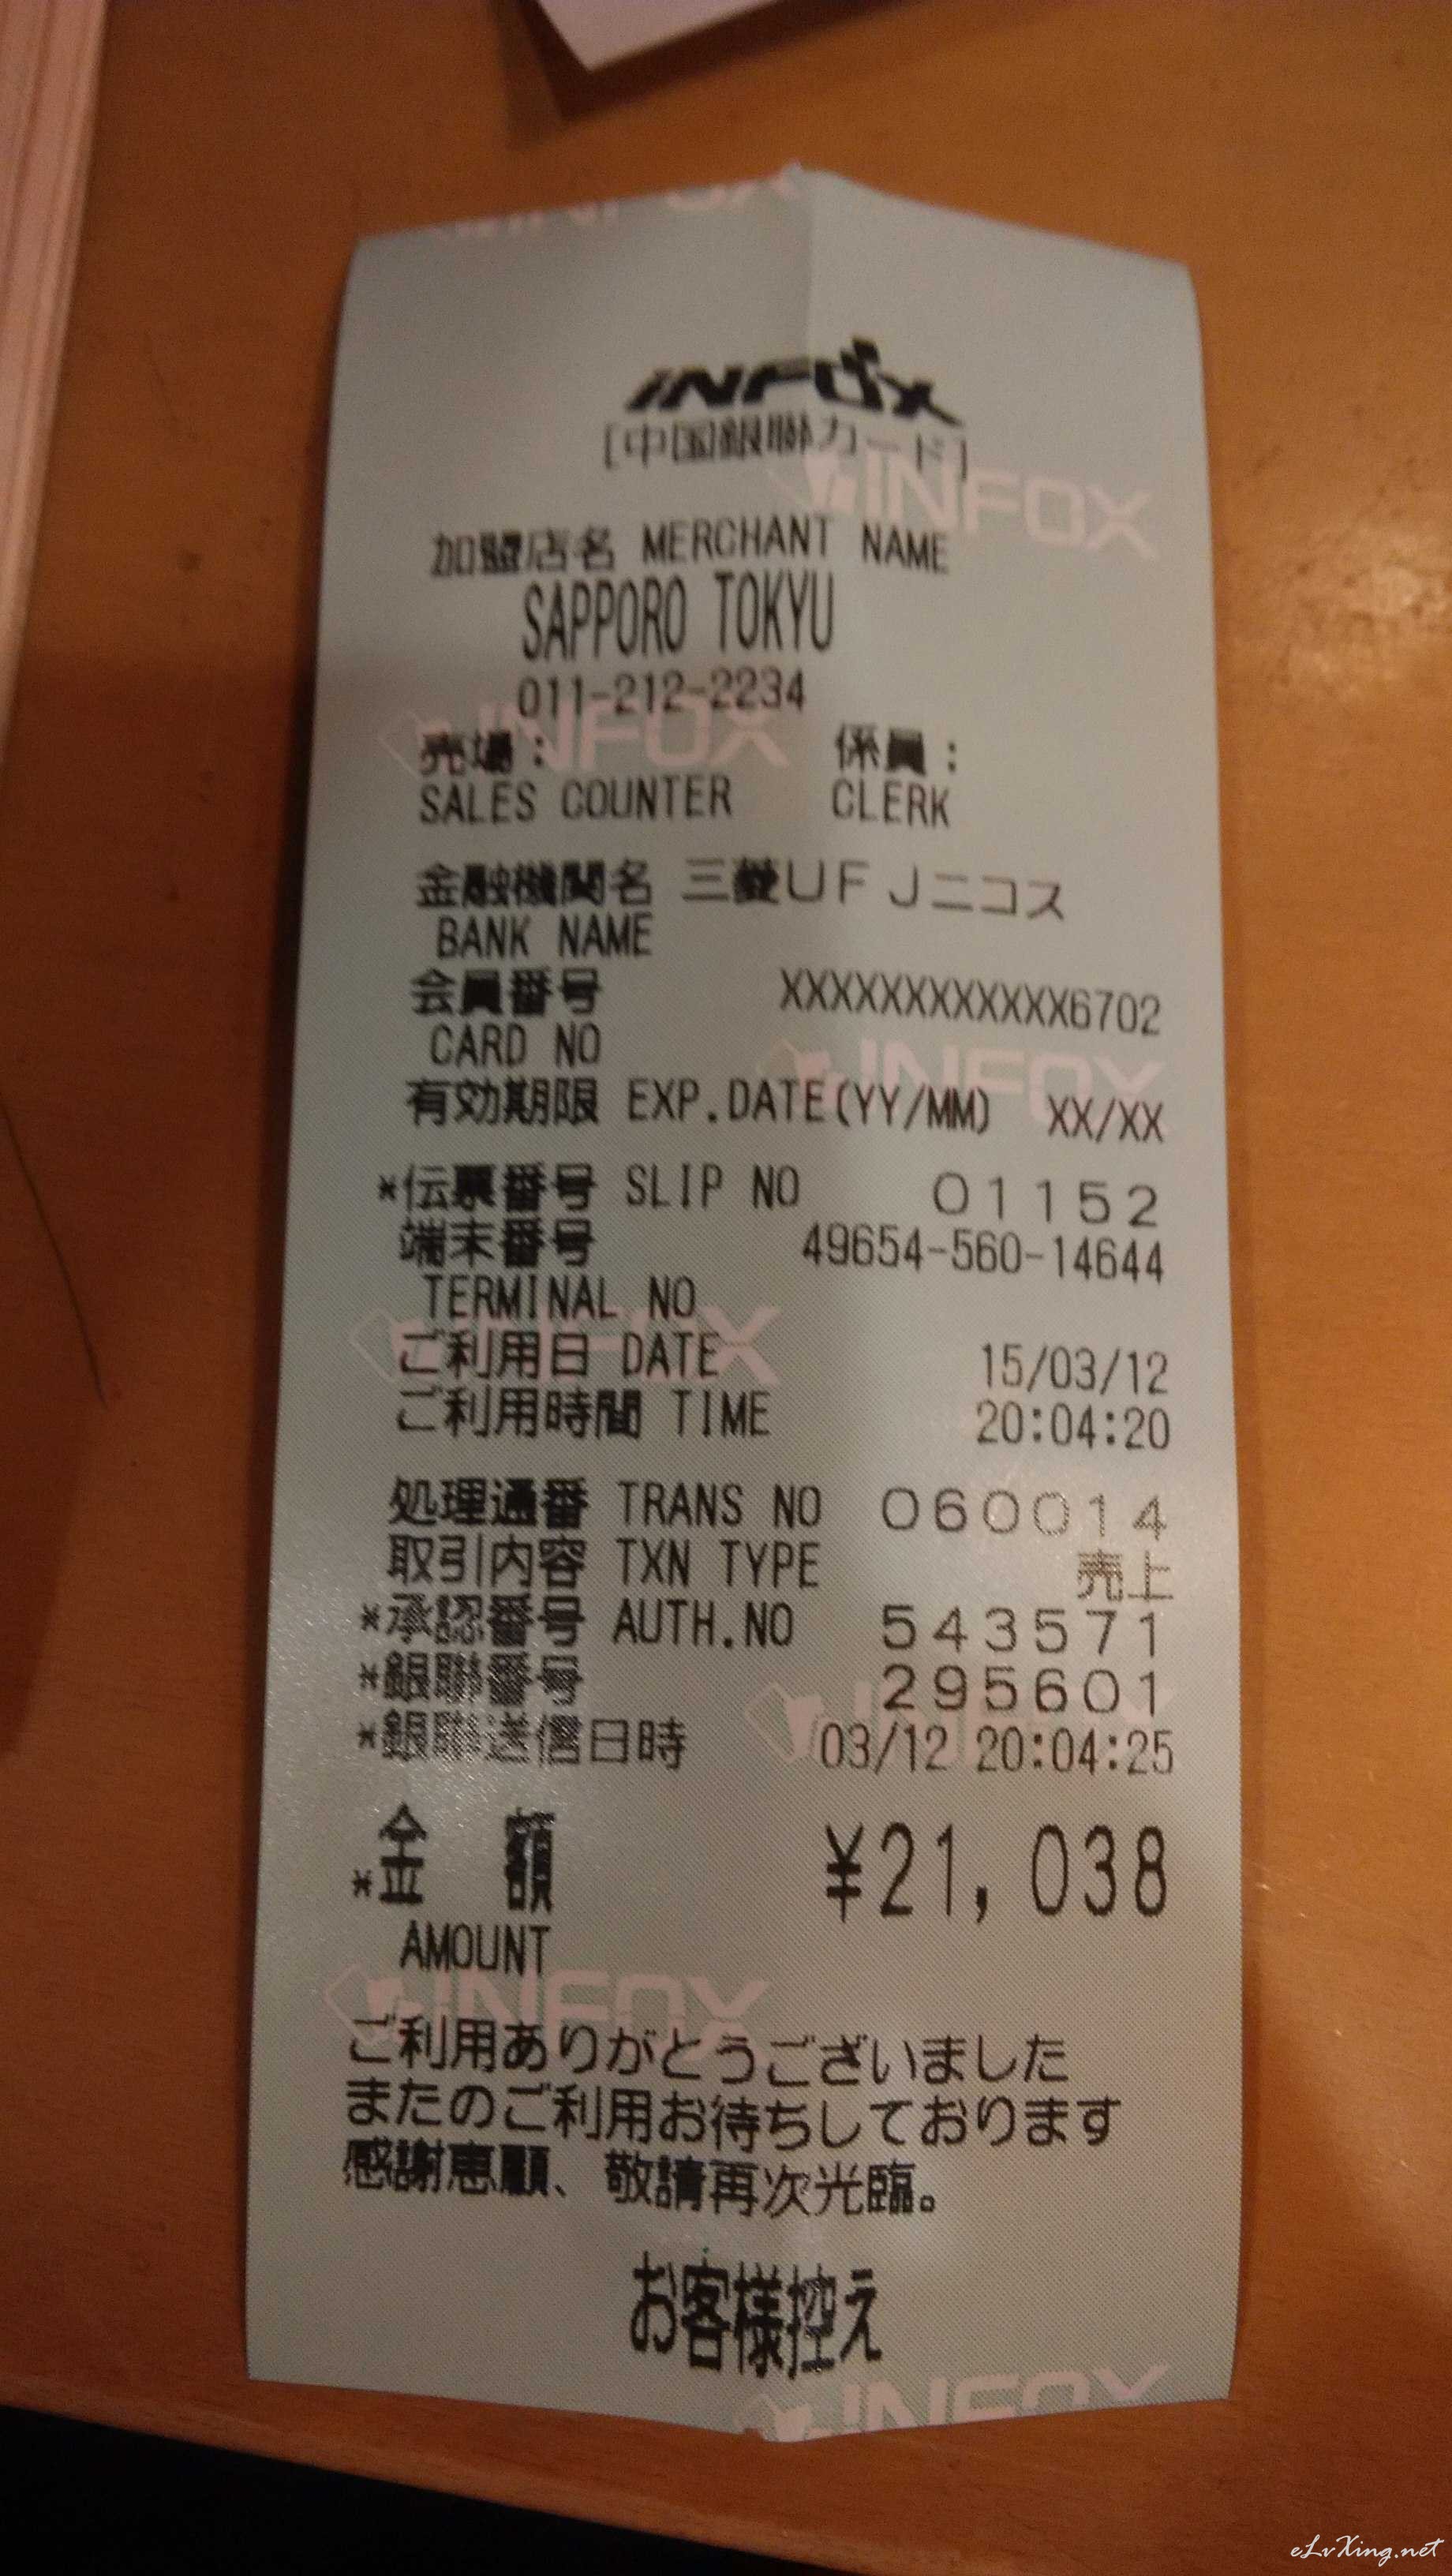 INFOX
[中国銀聯カード]
加盟店名 MERCHANT NAME
SAPPORO TOKYU
011-212-2234
売場： 係員：
SALES COUNTER CLERK
金融機関名 三菱ＵＦＪニコス
BANK NAME
会員番号 XXXXXXXXXXXX6702
CARD NO
有効期限 EXP.DATE(YY/MM) XX/XX
*伝票番号 SLIP NO ０１１５２
端末番号 49654-560-14644
TERMINAL NO
ご利用日 DATE 15/03/12
ご利用時間 TIME 20:04:20
処理通番 TRANS NO ０６００１４
取引内容 TXN TYPE 売上
*承認番号 AUTH.NO ５４３５７１
*銀聯番号 ２９５６０１
*銀聯送信日時 03/12 20:04:25
*金 額 ¥21,038
AMOUNT
ご利用ありがとうございました
またのご利用お待ちしております
感謝恵顧、敬請再次光臨。
お客様控え
eLvXing.net